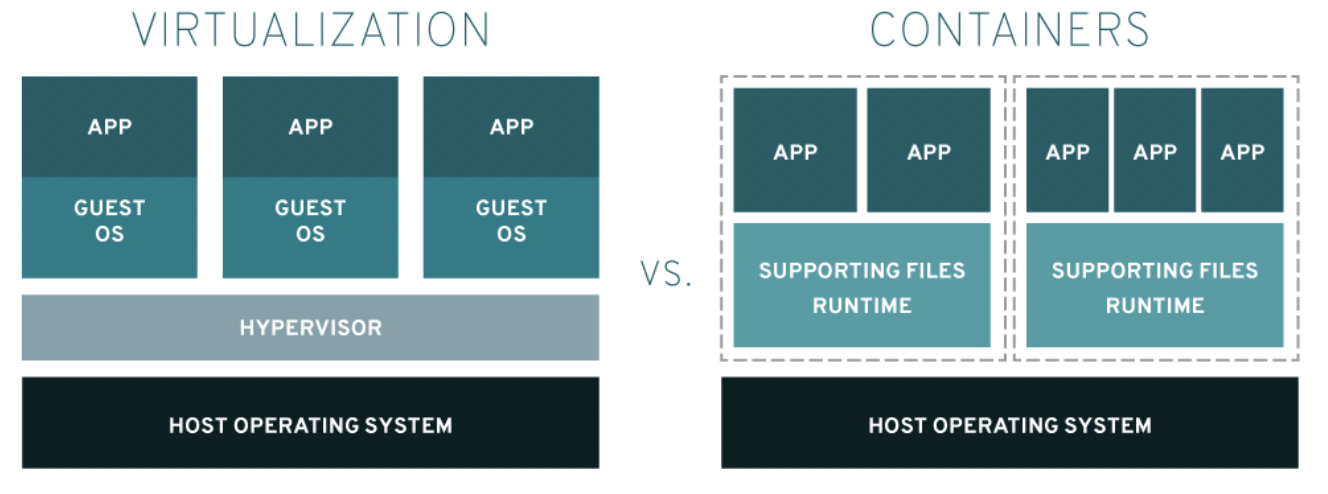 VIRTUALIZATION
APP
APP
APP
GUEST
OS
GUEST
OS
GUEST
OS
HYPERVISOR
HOST OPERATING SYSTEM
VS.
CONTAINERS
APP
APP
APP
APP
APP
SUPPORTING FILES
RUNTIME
SUPPORTING FILES
RUNTIME
HOST OPERATING SYSTEM